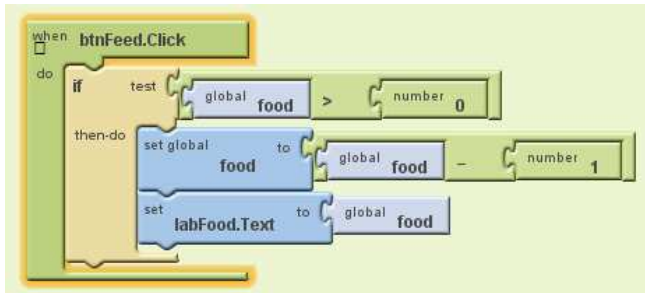 when btnFeed.Click
do if test global food > number 0
then-do set global food to global food - number 1
set labFood.Text to global food